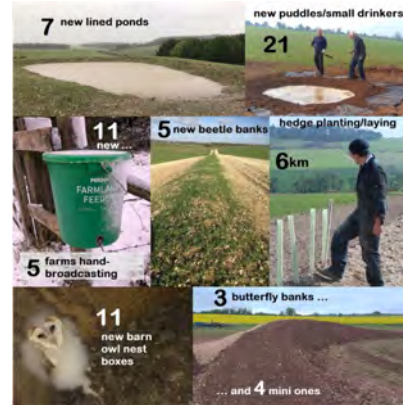 7 new lined ponds
new puddles/small drinkers
21
11
new ...
FARMLAND
FEEDER
5 farms hand-
broadcasting
5 new beetle banks
hedge planting/laying
6km
11
new barn
owl nest
boxes
3 butterfly banks ...
... and 4 mini ones